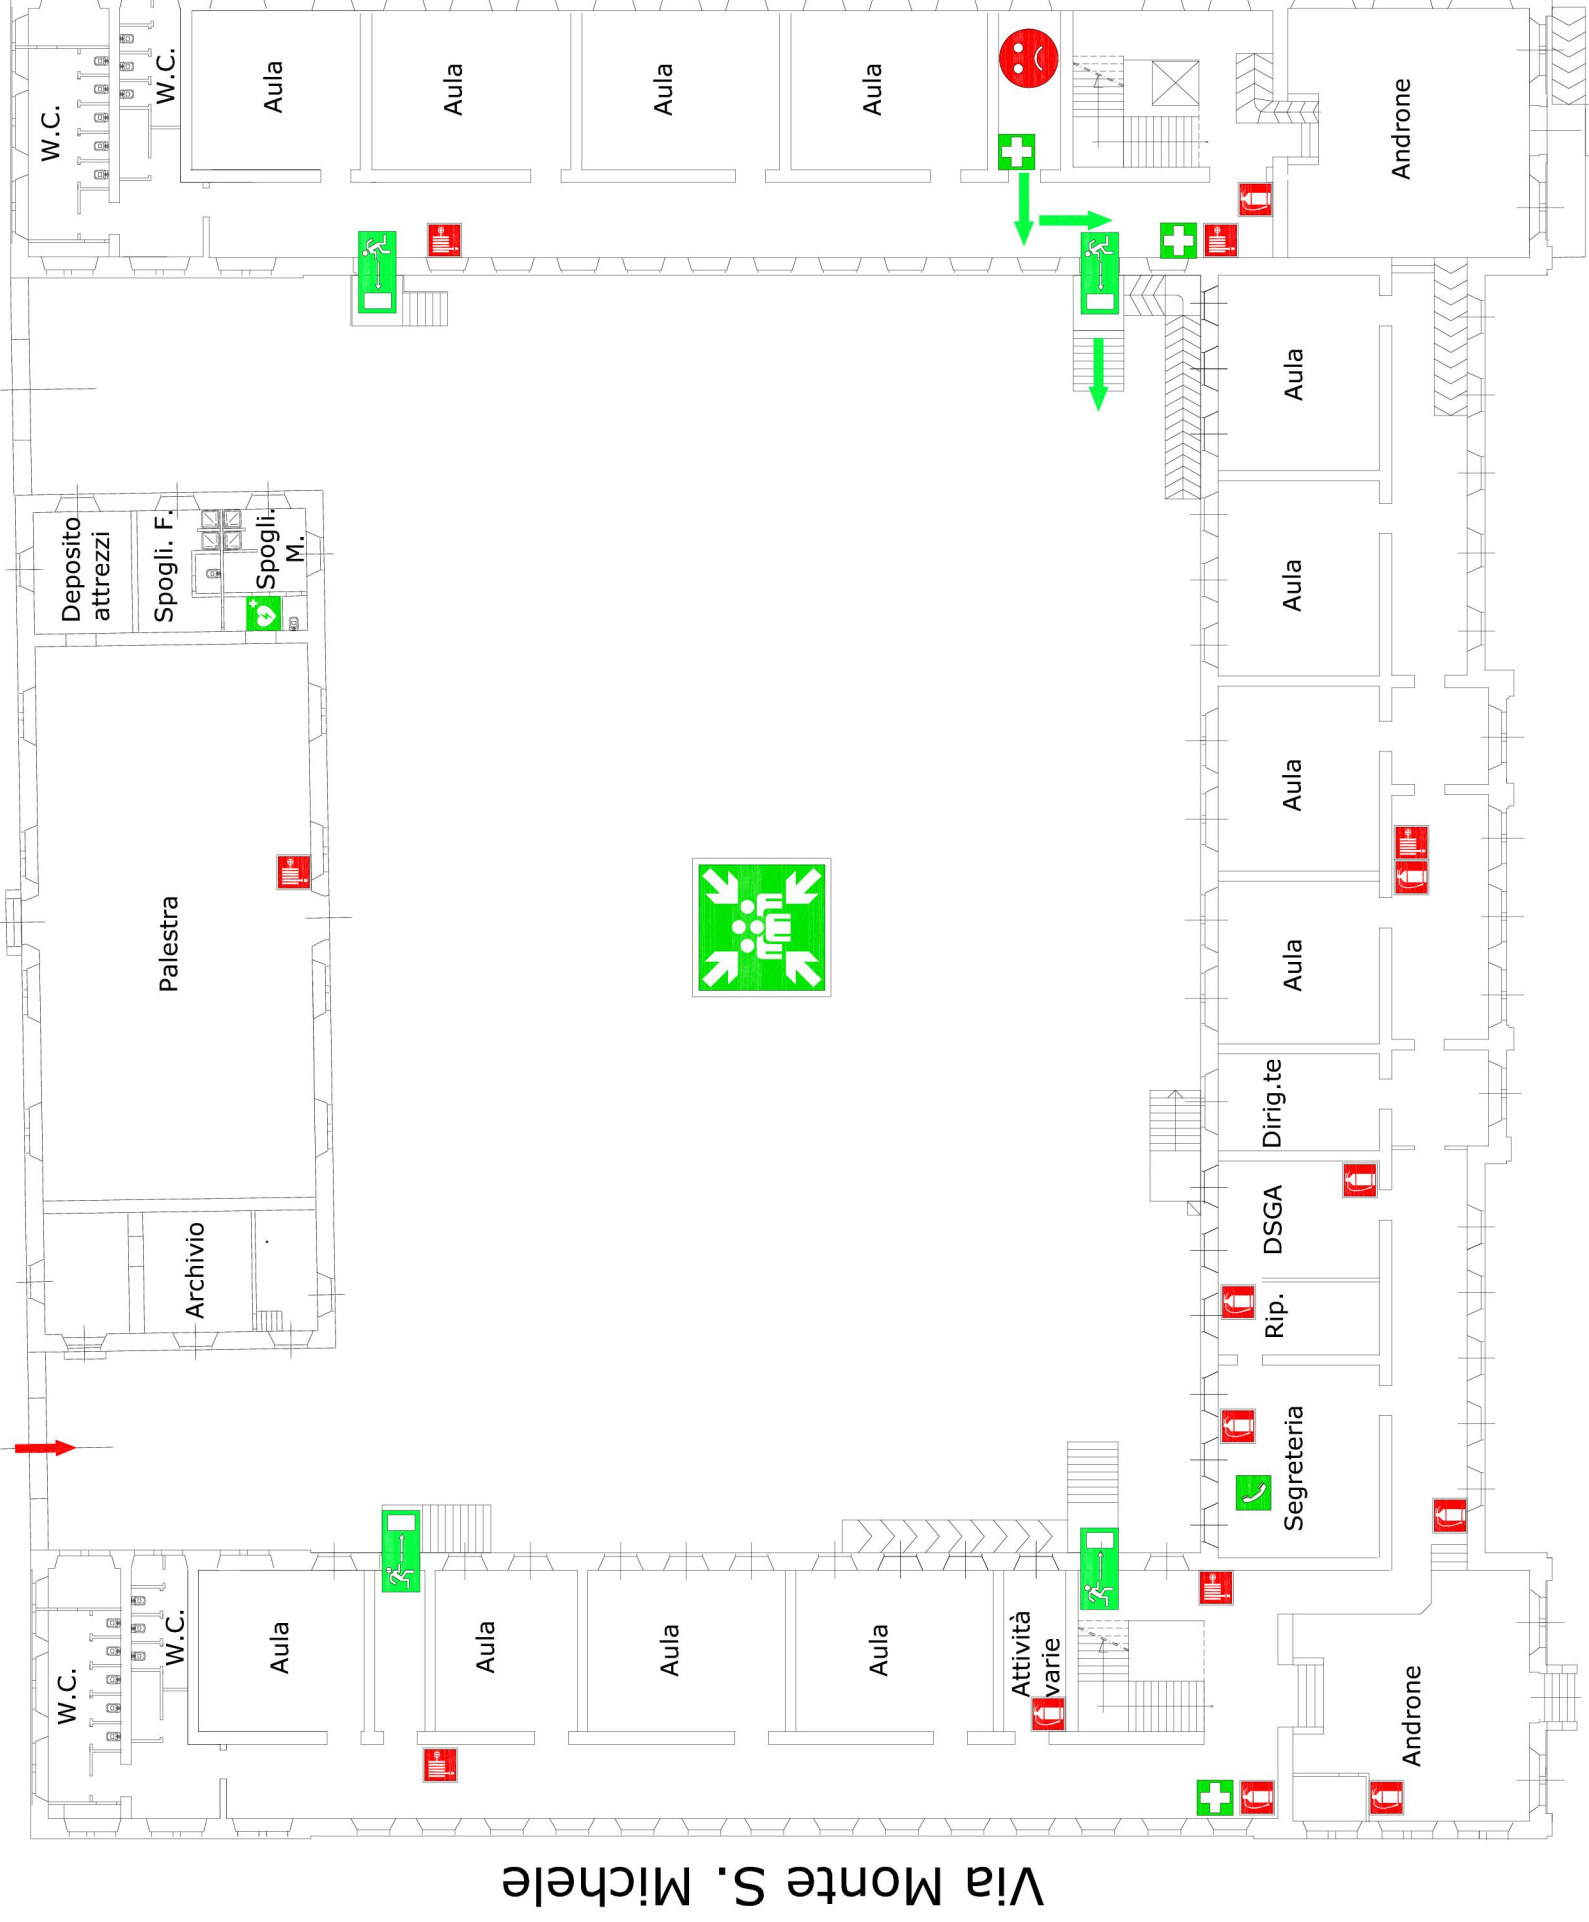 W.C.
W.C.
Aula
Aula
Aula
Aula
Androne
Aula
Deposito
attrezzi
Spogli. F.
Spogli.
M.
Aula
Aula
Palestra
Aula
Dirig.te
DSGA
Archivio
Rip.
Segreteria
W.C.
W.C.
Aula
Aula
Aula
Aula
Attività
varie
Androne
Via Monte S. Michele